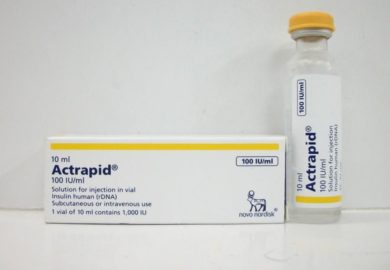 10 ml
Actrapid®
100 IU/ml
100 IU/ml
Solution for injection in vial
Insulin human (rDNA)
Subcutaneous or intravenous use
1 vial of 10 ml contains 1,000 IU
novo nordisk
100 IU/ml
10 ml
Actrapid®
100 IU/ml
Solution for injection
Insulin human (rDNA)